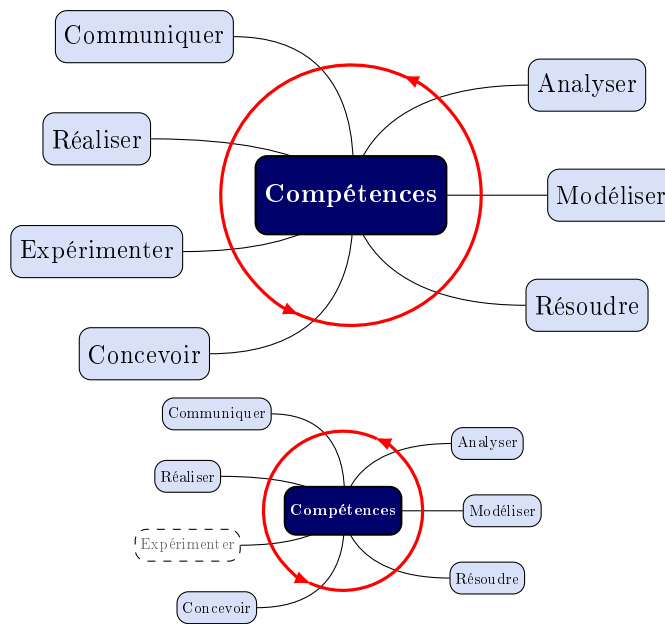 Communiquer
Analyser
Réaliser
Compétences
Modéliser
Expérimenter
Résoudre
Concevoir
Communiquer
Analyser
Réaliser
Compétences
Modéliser
Expérimenter
Résoudre
Concevoir